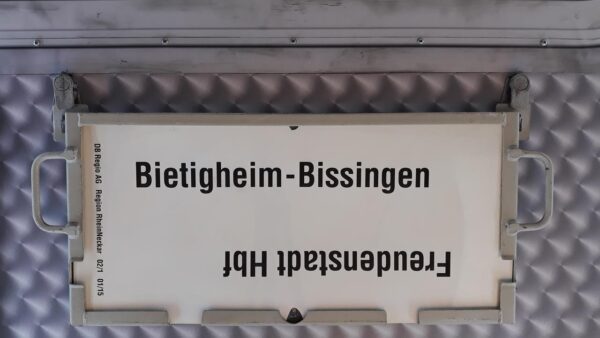 Bietigheim-Bissingen
Freudenstadt Hbf
DB Regio AG Region RheinNeckar 02/1 01/15